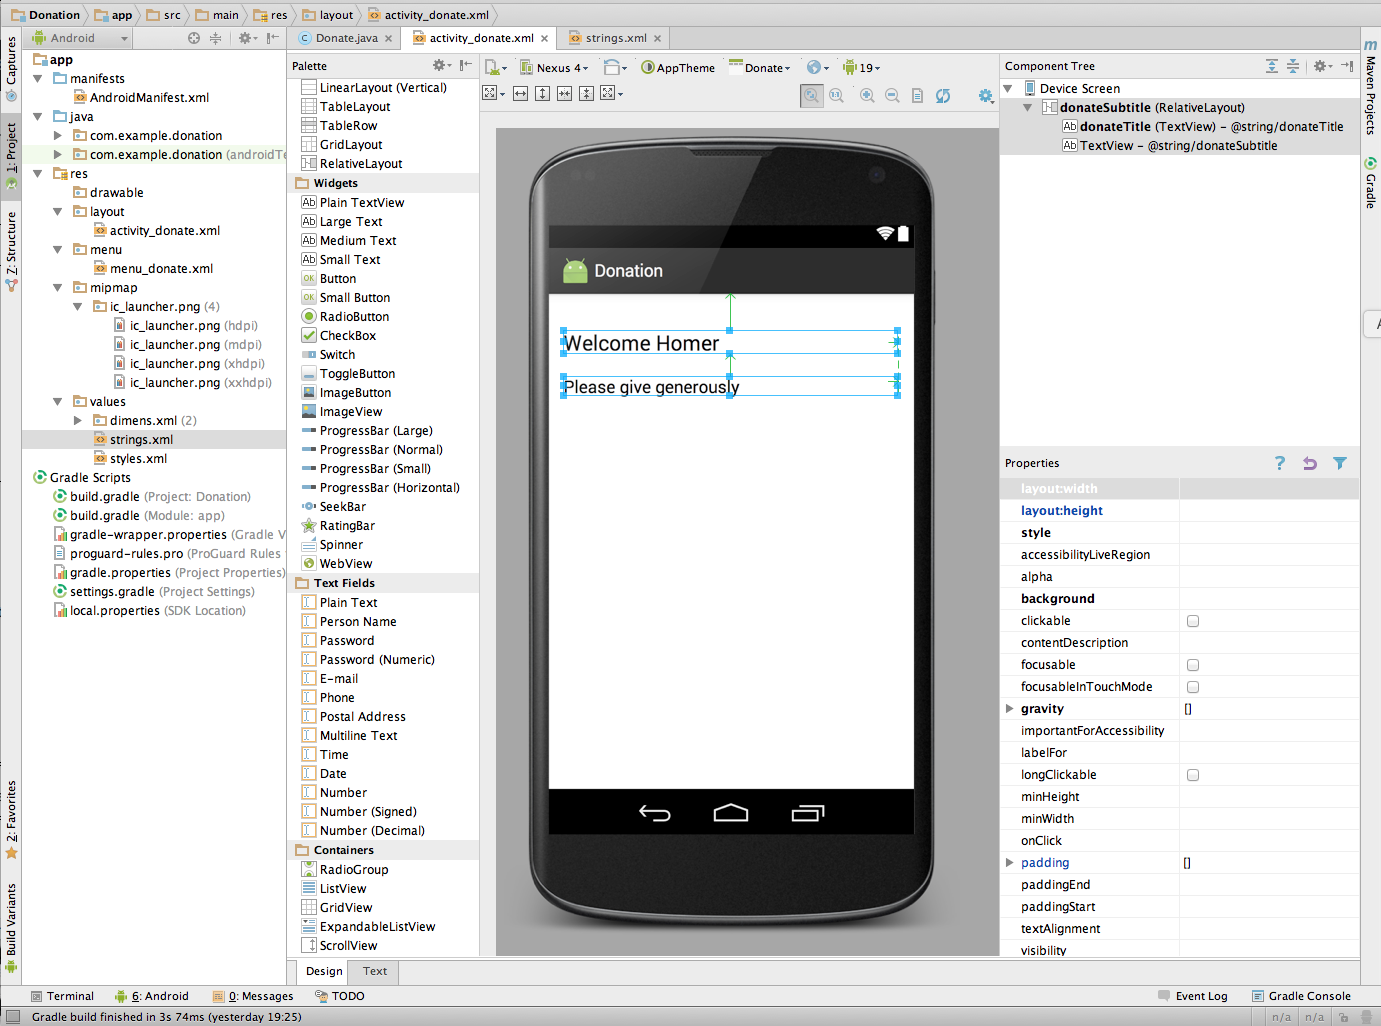 Donation app src main res layout activity_donate.xml
Android
Donate.java activity_donate.xml strings.xml
Captures
1: Project
Z: Structure
2: Favorites
Build Variants
app
manifests
AndroidManifest.xml
java
com.example.donation
com.example.donation (androidTe
res
drawable
layout
activity_donate.xml
menu
menu_donate.xml
mipmap
ic_launcher.png (4)
ic_launcher.png (hdpi)
ic_launcher.png (mdpi)
ic_launcher.png (xhdpi)
ic_launcher.png (xxhdpi)
values
dimens.xml (2)
strings.xml
styles.xml
Gradle Scripts
build.gradle (Project: Donation)
build.gradle (Module: app)
gradle-wrapper.properties (Gradle V
proguard-rules.pro (ProGuard Rules
gradle.properties (Project Properties)
settings.gradle (Project Settings)
local.properties (SDK Location)
Palette
LinearLayout (Vertical)
TableLayout
TableRow
GridLayout
RelativeLayout
Widgets
Ab Plain TextView
Ab Large Text
Ab Medium Text
Ab Small Text
OK Button
OK Small Button
RadioButton
CheckBox
Switch
ToggleButton
ImageButton
ImageView
ProgressBar (Large)
ProgressBar (Normal)
ProgressBar (Small)
ProgressBar (Horizontal)
SeekBar
RatingBar
Spinner
WebView
Text Fields
Plain Text
Person Name
Password
Password (Numeric)
E-mail
Phone
Postal Address
Multiline Text
Time
Date
Number
Number (Signed)
Number (Decimal)
Containers
RadioGroup
ListView
GridView
ExpandableListView
ScrollView
Nexus 4 AppTheme Donate 19
Donation
Welcome Homer
Please give generously
Design Text
Component Tree
Device Screen
donateSubtitle (RelativeLayout)
Ab donateTitle (TextView) – @string/donateTitle
Ab TextView – @string/donateSubtitle
Properties ?
layout:width
layout:height
style
accessibilityLiveRegion
alpha
background
clickable
contentDescription
focusable
focusableInTouchMode
gravity []
importantForAccessibility
labelFor
longClickable
minHeight
minWidth
onClick
padding []
paddingEnd
paddingStart
textAlignment
visibility
m Maven Projects
Gradle
Terminal 6: Android 0: Messages TODO Event Log Gradle Console
Gradle build finished in 3s 74ms (yesterday 19:25) n/a n/a